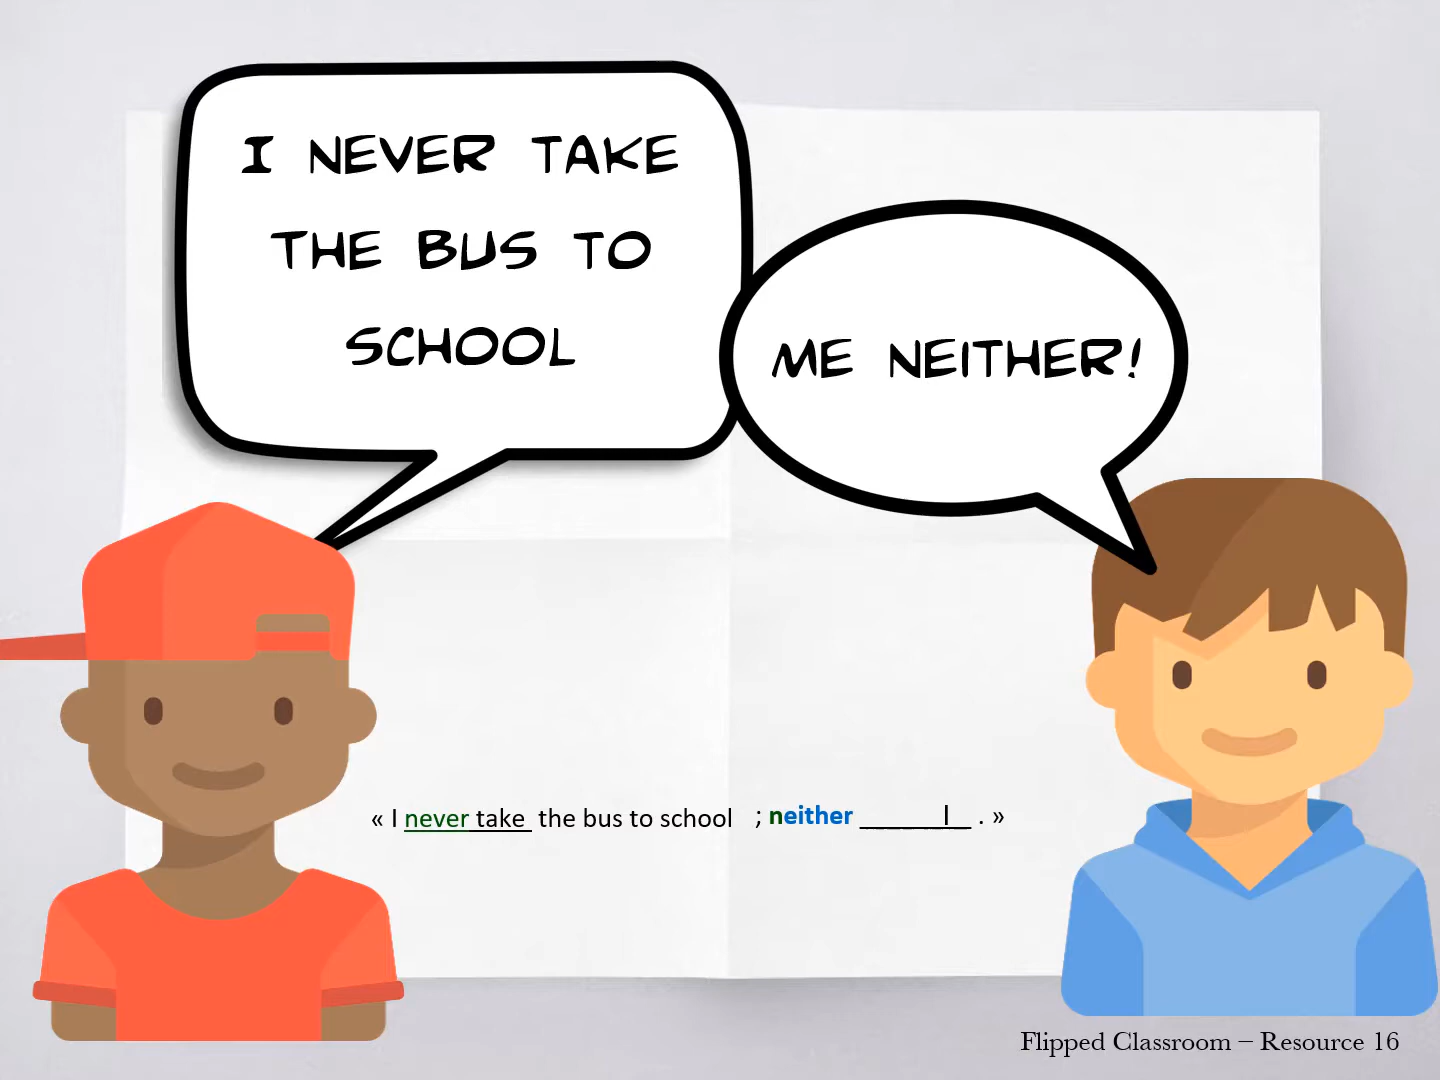 I NEVER TAKE
THE BUS TO
SCHOOL
ME NEITHER!
« I never take the bus to school ; neither ______I_ . »
Flipped Classroom – Resource 16